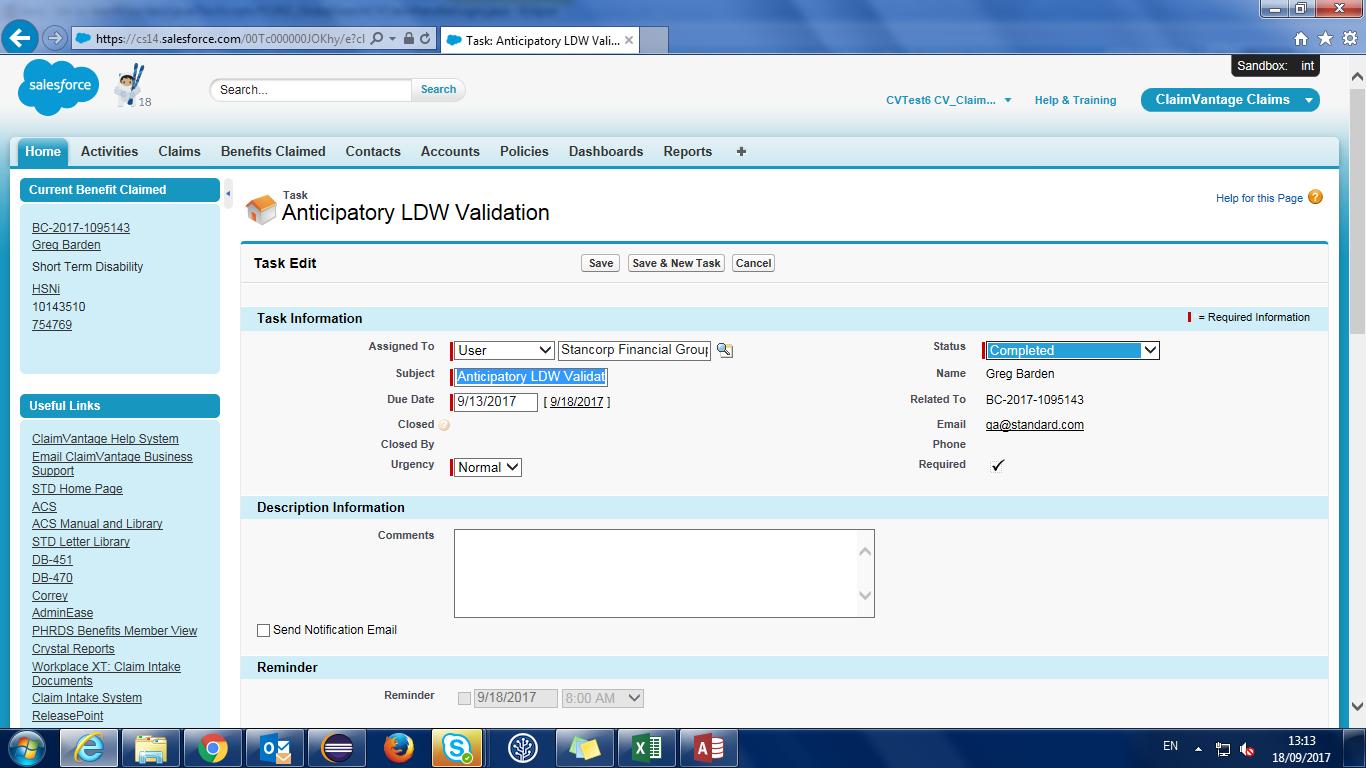 https://cs14.salesforce.com/00Tc000000JOKhy/e?cl
Task: Anticipatory LDW Vali...
Sandbox: int
salesforce
18
Search...
Search
CVTest6 CV_Claim...
Help & Training
ClaimVantage Claims
Home Activities Claims Benefits Claimed Contacts Accounts Policies Dashboards Reports +
Current Benefit Claimed
BC-2017-1095143
Greg Barden
Short Term Disability
HSNi
10143510
754769
Useful Links
ClaimVantage Help System
Email ClaimVantage Business
Support
STD Home Page
ACS
ACS Manual and Library
STD Letter Library
DB-451
DB-470
Correy
AdminEase
PHRDS Benefits Member View
Crystal Reports
Workplace XT: Claim Intake
Documents
Claim Intake System
ReleasePoint
Task
Anticipatory LDW Validation
Help for this Page
Task Edit
Save Save & New Task Cancel
Task Information
= Required Information
Assigned To User Stancorp Financial Group
Status Completed
Subject Anticipatory LDW Validat
Name Greg Barden
Due Date 9/13/2017 [ 9/18/2017 ]
Related To BC-2017-1095143
Closed
Email qa@standard.com
Closed By
Phone
Urgency Normal
Required
Description Information
Comments
Send Notification Email
Reminder
Reminder 9/18/2017 8:00 AM
EN
13:13
18/09/2017